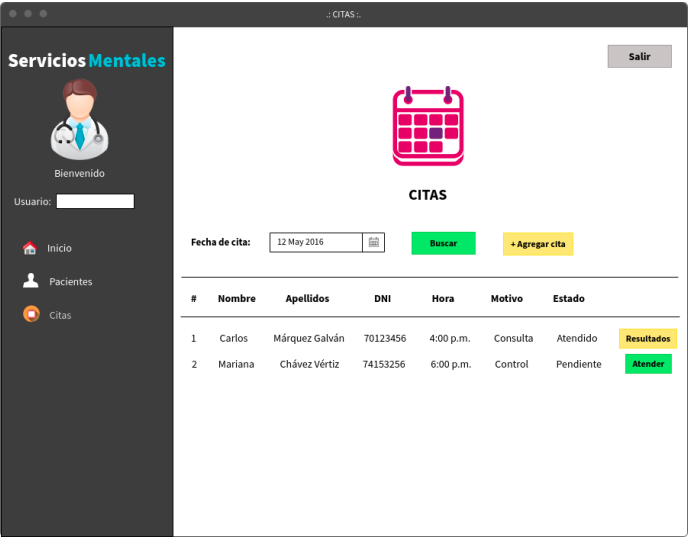 .: CITAS :.
Servicios Mentales
Bienvenido
Usuario:
Inicio
Pacientes
Citas
Salir
CITAS
Fecha de cita: 12 May 2016 Buscar + Agregar cita
# Nombre Apellidos DNI Hora Motivo Estado
1 Carlos Márquez Galván 70123456 4:00 p.m. Consulta Atendido Resultados
2 Mariana Chávez Vértiz 74153256 6:00 p.m. Control Pendiente Atender